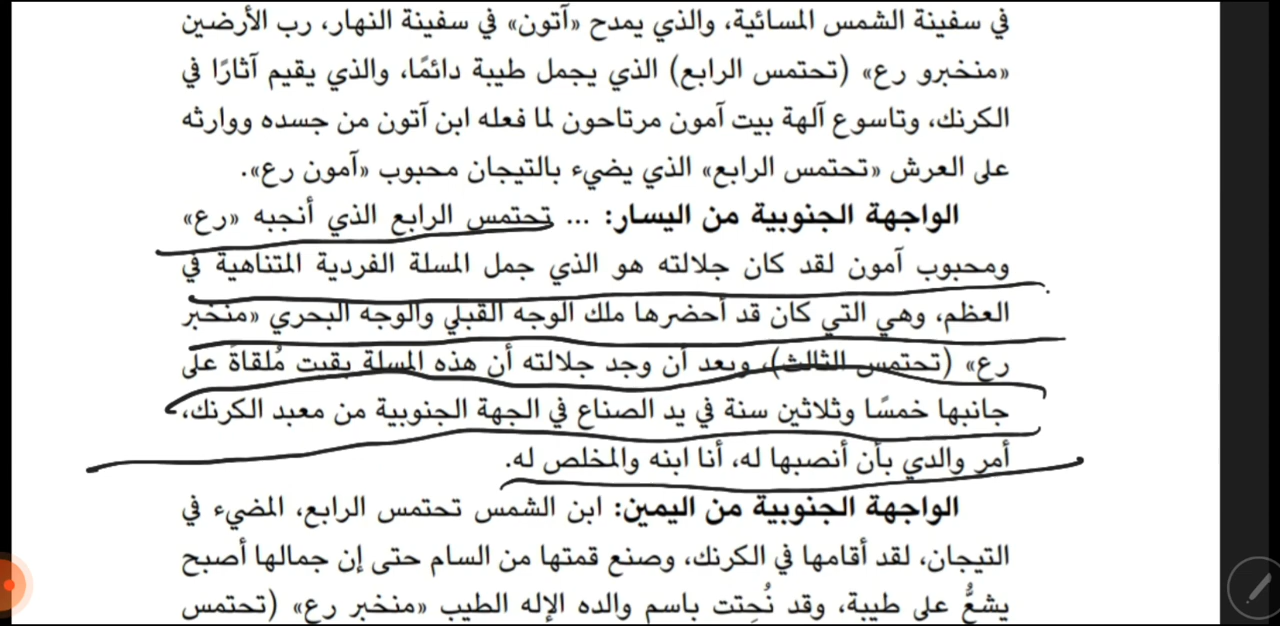 في سفينة الشمس المسائية، والذي يمدح «آتون» في سفينة النهار، رب الأرضين
«منخبرو رع» (تحتمس الرابع) الذي يجمل طيبة دائمًا، والذي يقيم آثارًا في
الكرنك، وتاسوع آلهة بيت آمون مرتاحون لما فعله ابن آتون من جسده ووارثه
على العرش «تحتمس الرابع» الذي يضيء بالتيجان محبوب «آمون رع».
الواجهة الجنوبية من اليسار: … تحتمس الرابع الذي أنجبه «رع»
ومحبوب آمون لقد كان جلالته هو الذي جمل المسلة الفردية المتناهية في
العظم، وهي التي كان قد أحضرها ملك الوجه القبلي والوجه البحري «منخبر
رع» (تحتمس الثالث)، وبعد أن وجد جلالته أن هذه المسلة بقيت مُلقاةً على
جانبها خمسًا وثلاثين سنة في يد الصناع في الجهة الجنوبية من معبد الكرنك،
أمر والدي بأن أنصبها له، أنا ابنه والمخلص له.
الواجهة الجنوبية من اليمين: ابن الشمس تحتمس الرابع، المضيء في
التيجان، لقد أقامها في الكرنك، وصنع قمتها من السام حتى إن جمالها أصبح
يشعُّ على طيبة، وقد نُحِتت باسم والده الإله الطيب «منخبر رع» (تحتمس